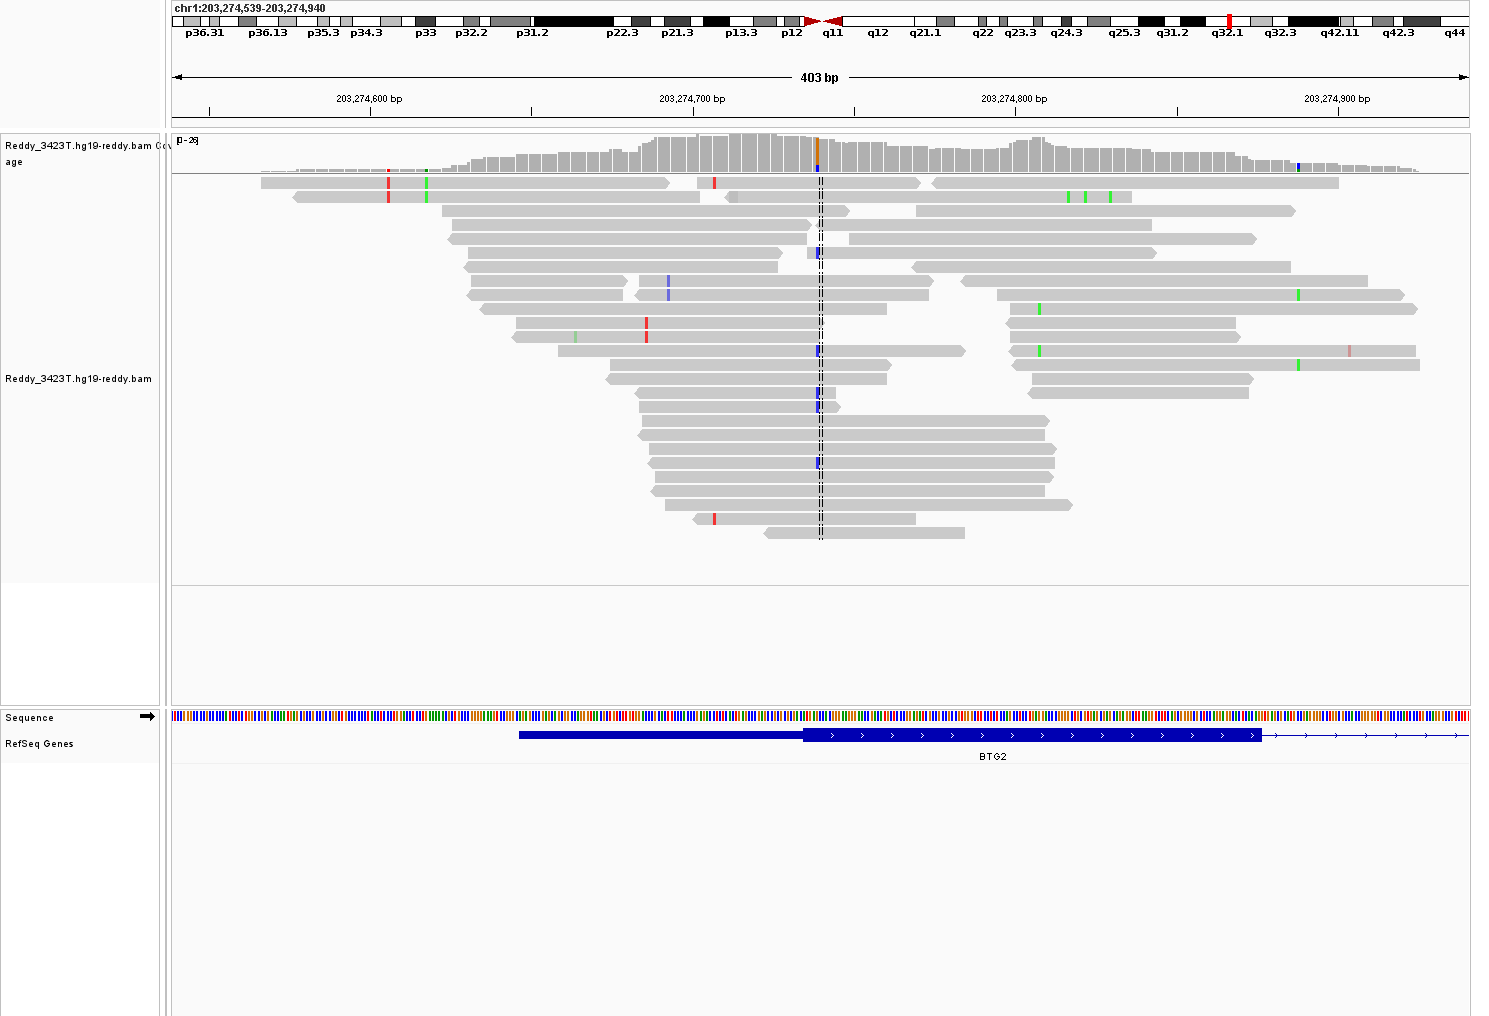 chr1:203,274,539-203,274,940
p36.31 p36.13 p35.3 p34.3 p33 p32.2 p31.2 p22.3 p21.3 p13.3 p12 q11 q12 q21.1 q22 q23.3 q24.3 q25.3 q31.2 q32.1 q32.3 q42.11 q42.3 q44
403 bp
203,274,600 bp 203,274,700 bp 203,274,800 bp 203,274,900 bp
[0-26]
Reddy_3423T.hg19-reddy.bam Cov
age
Reddy_3423T.hg19-reddy.bam
Sequence
RefSeq Genes
BTG2